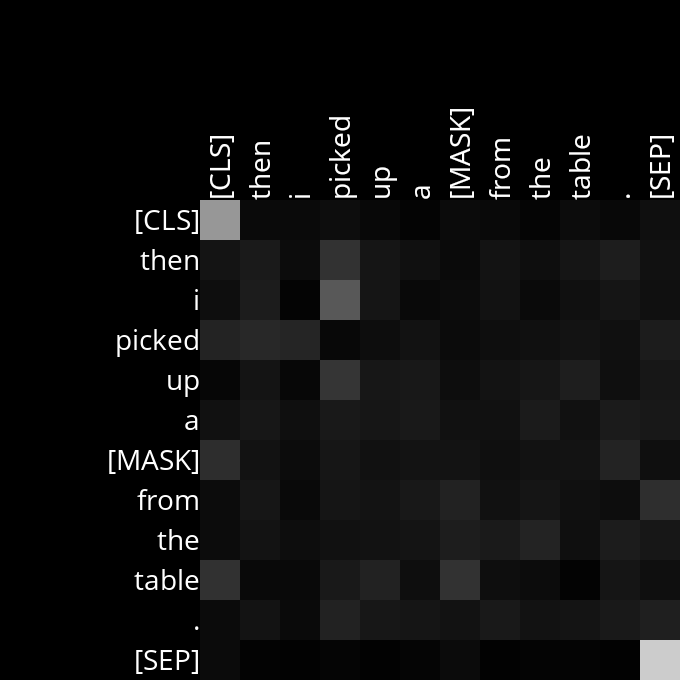 [CLS] then i picked up a [MASK] from the table . [SEP]
[CLS]
then
i
picked
up
a
[MASK]
from
the
table
.
[SEP]